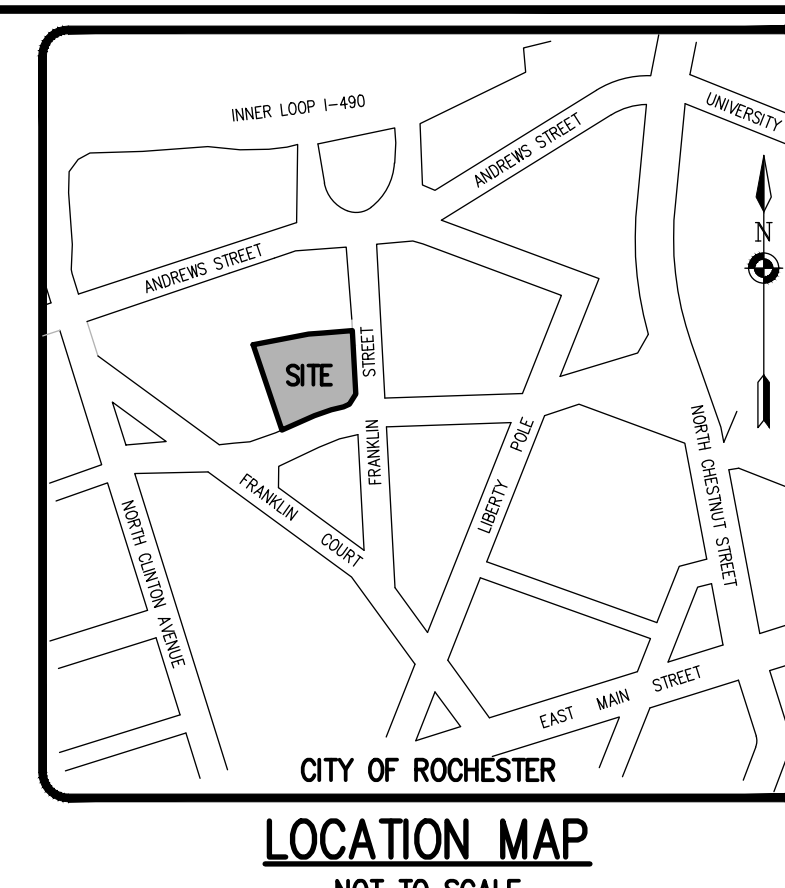 INNER LOOP I-490
UNIVERSITY
ANDREWS STREET
N
ANDREWS STREET
STREET
SITE
FRANKLIN
POLE
LIBERTY
NORTH CHESTNUT STREET
FRANKLIN
COURT
NORTH CLINTON AVENUE
EAST MAIN STREET
CITY OF ROCHESTER
LOCATION MAP
NOT TO SCALE